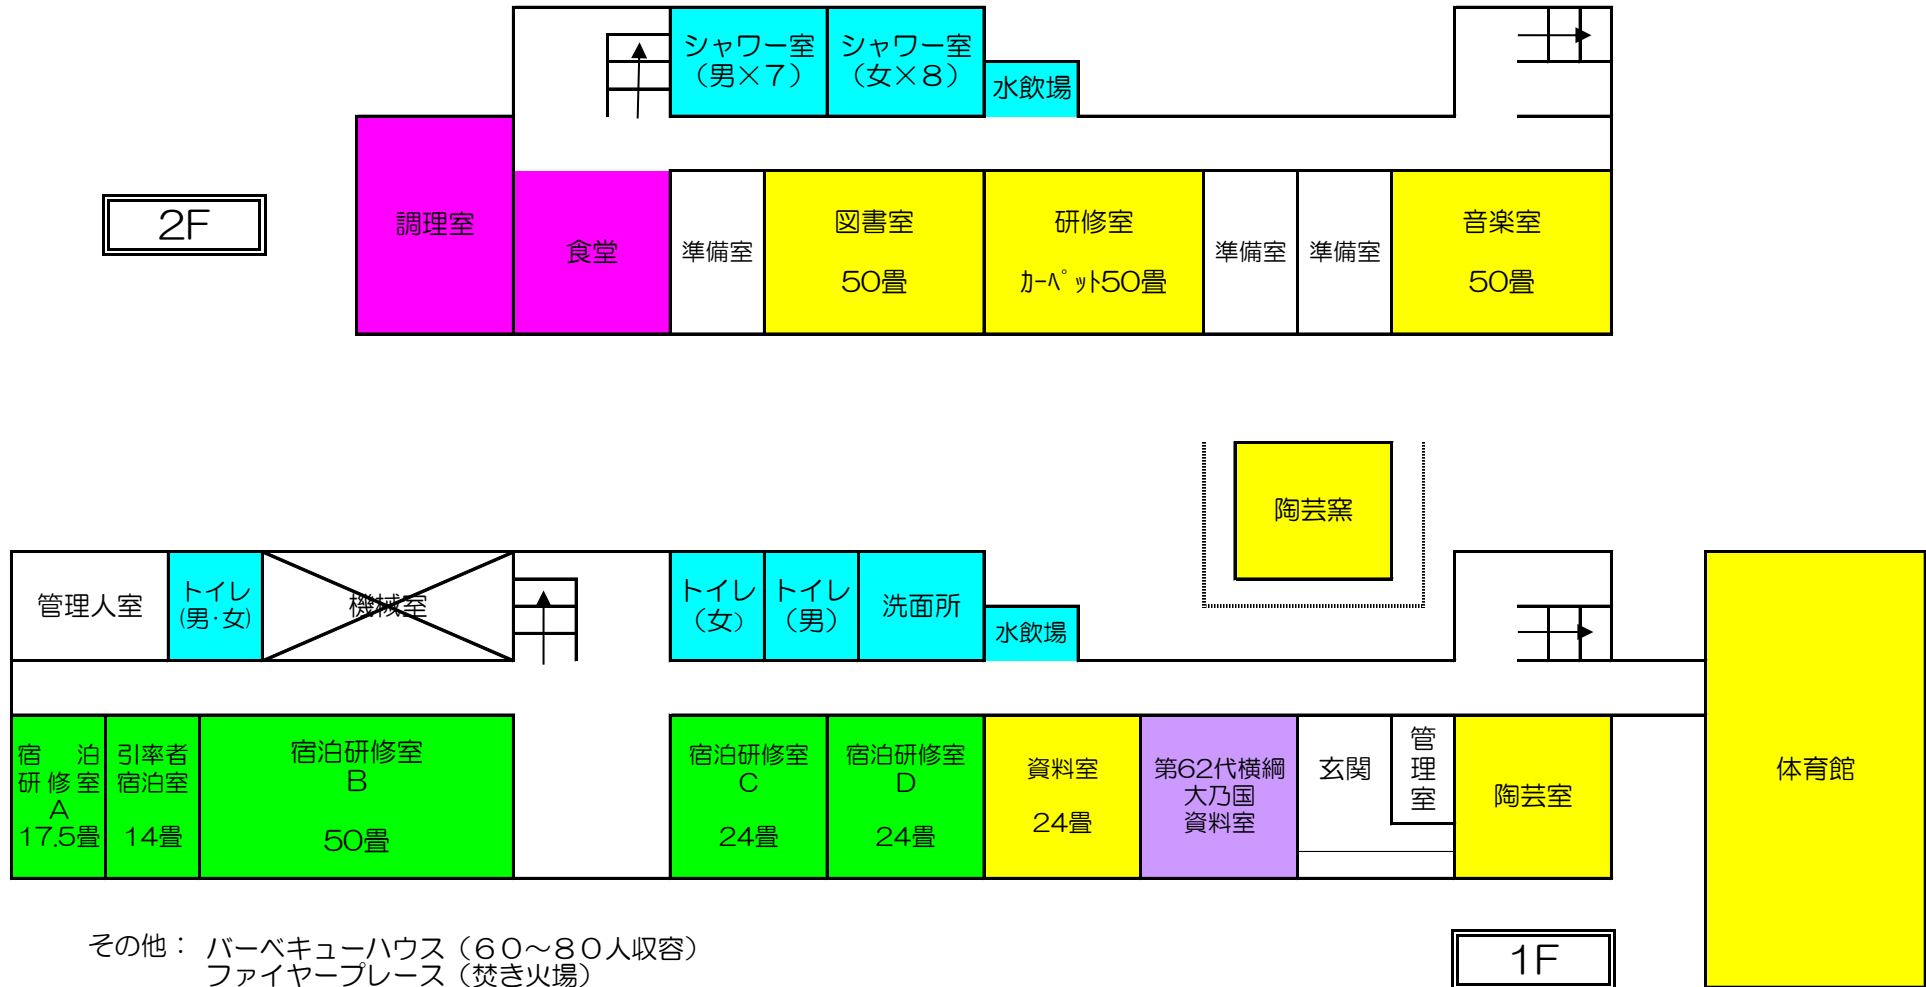 シャワー室
（男×７）
シャワー室
（女×８）
水飲場
2F
調理室
食堂
準備室
図書室
50畳
研修室
ｶｰﾍﾟｯﾄ50畳
準備室
準備室
音楽室
50畳
陶芸窯
管理人室
トイレ
(男･女)
機械室
トイレ
（女）
トイレ
（男）
洗面所
水飲場
宿　泊
研修室
A
17.5畳
引率者
宿泊室
14畳
宿泊研修室
B
50畳
宿泊研修室
C
24畳
宿泊研修室
D
24畳
資料室
24畳
第62代横綱
大乃国
資料室
玄関
管
理
室
陶芸室
体育館
その他： バーベキューハウス（６０～８０人収容）
ファイヤープレース（焚き火場）
1F